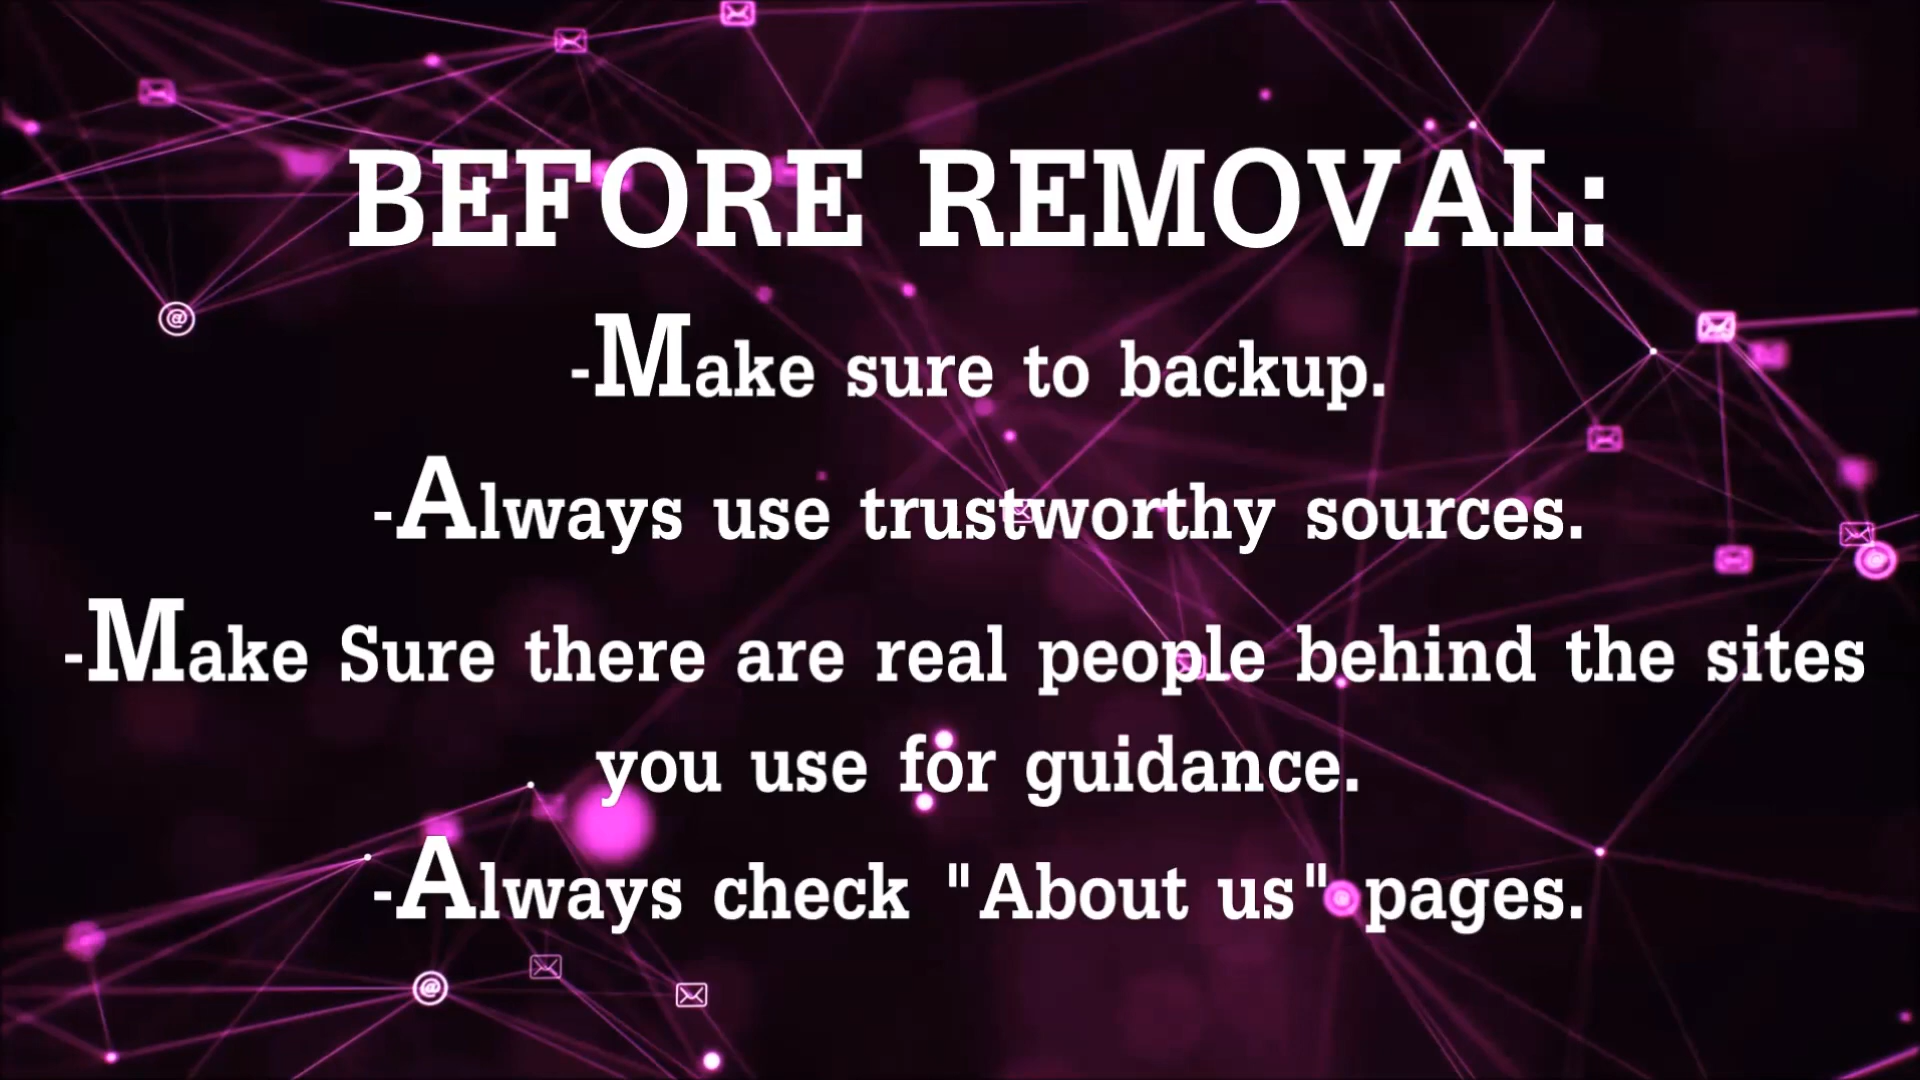 BEFORE REMOVAL:
-Make sure to backup.
-Always use trustworthy sources.
-Make Sure there are real people behind the sites
you use for guidance.
-Always check "About us" pages.